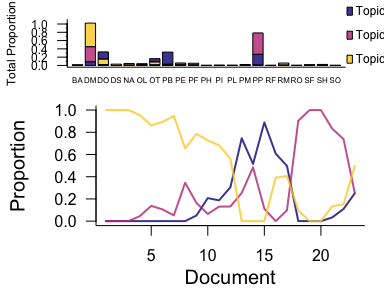 Total Proportion
1.0
0.8
0.6
0.4
0.2
0.0
BA DM DO DS NA OL OT PB PE PF PH PI PL PM PP RF RM RO SF SH SO
Topic
Topic
Topic
Proportion
1.0
0.8
0.6
0.4
0.2
0.0
5 10 15 20
Document